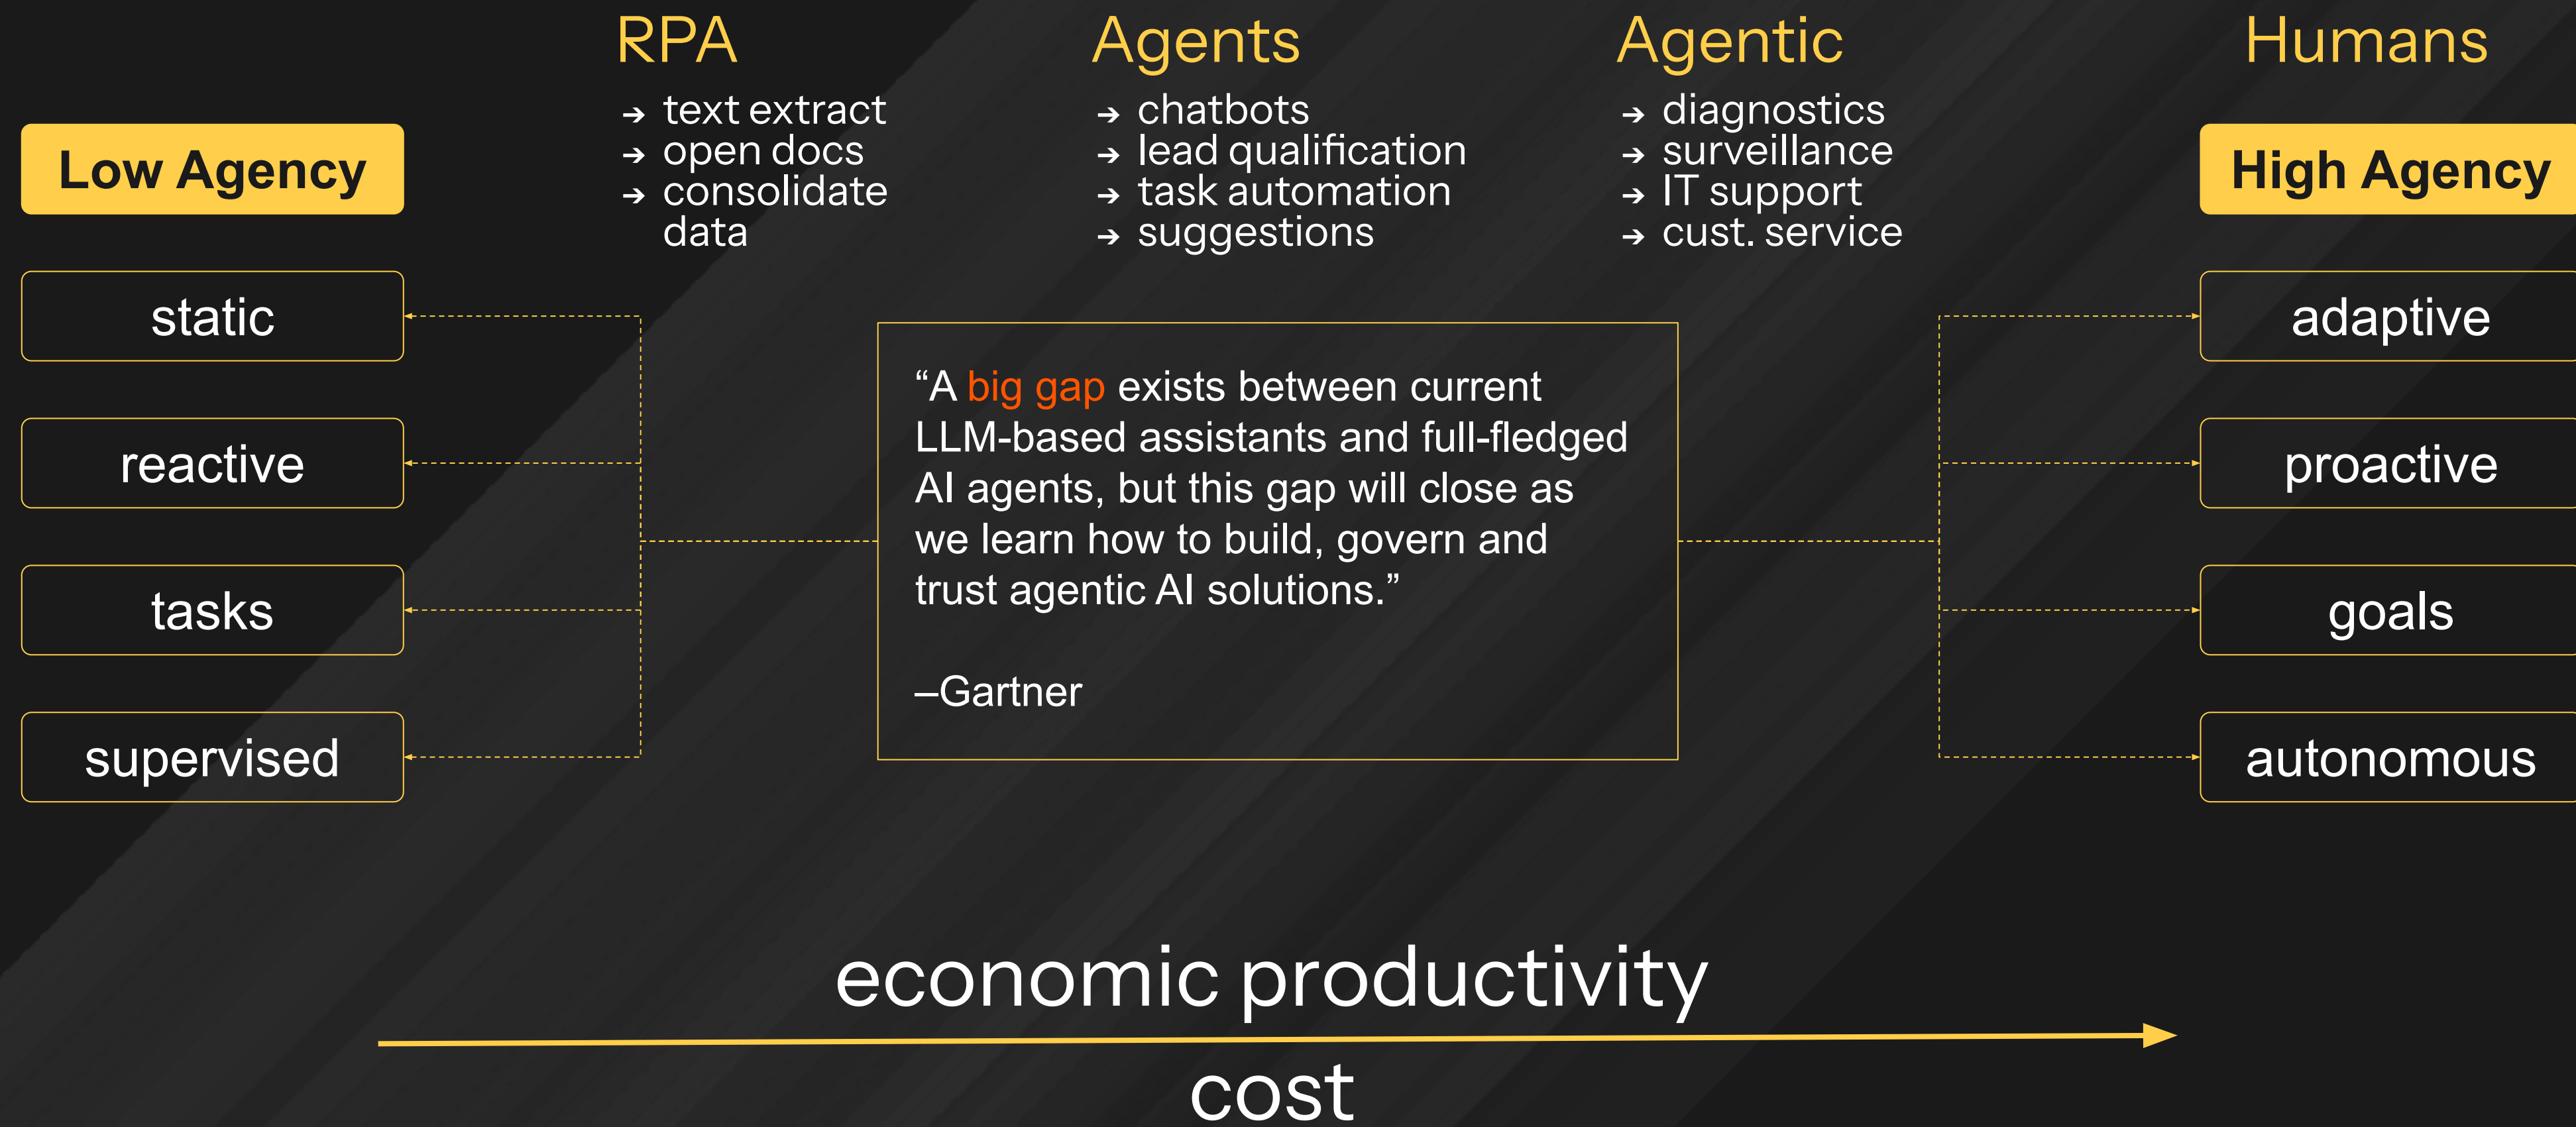 RPA
Agents
Agentic
Humans
Low Agency
→ text extract
→ open docs
→ consolidate
data
→ chatbots
→ lead qualification
→ task automation
→ suggestions
→ diagnostics
→ surveillance
→ IT support
→ cust. service
High Agency
static
reactive
tasks
supervised
“A big gap exists between current
LLM-based assistants and full-fledged
AI agents, but this gap will close as
we learn how to build, govern and
trust agentic AI solutions.”
–Gartner
adaptive
proactive
goals
autonomous
economic productivity
cost